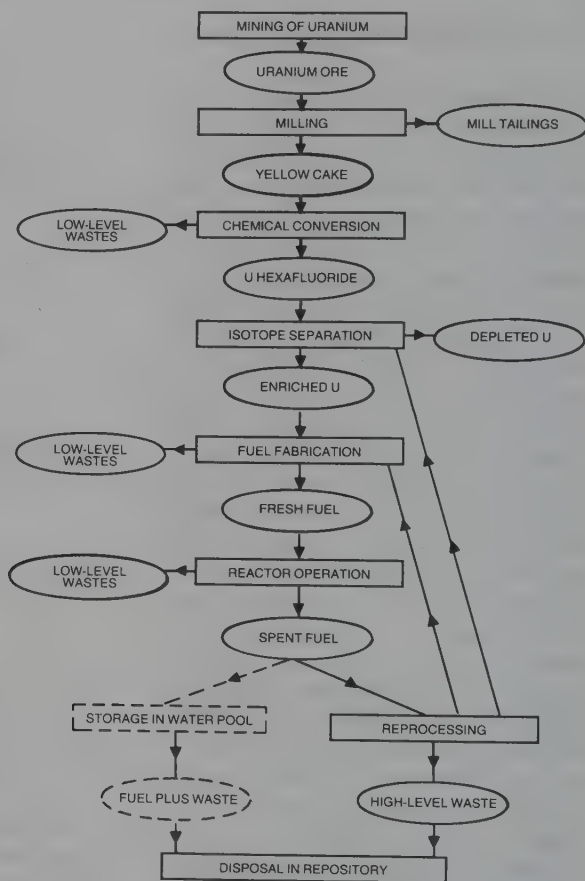 MINING OF URANIUM
URANIUM ORE
MILLING
MILL TAILINGS
YELLOW CAKE
LOW-LEVEL
WASTES
CHEMICAL CONVERSION
U HEXAFLUORIDE
ISOTOPE SEPARATION
DEPLETED U
ENRICHED U
LOW-LEVEL
WASTES
FUEL FABRICATION
FRESH FUEL
LOW-LEVEL
WASTES
REACTOR OPERATION
SPENT FUEL
STORAGE IN WATER POOL
REPROCESSING
FUEL PLUS WASTE
HIGH-LEVEL WASTE
DISPOSAL IN REPOSITORY